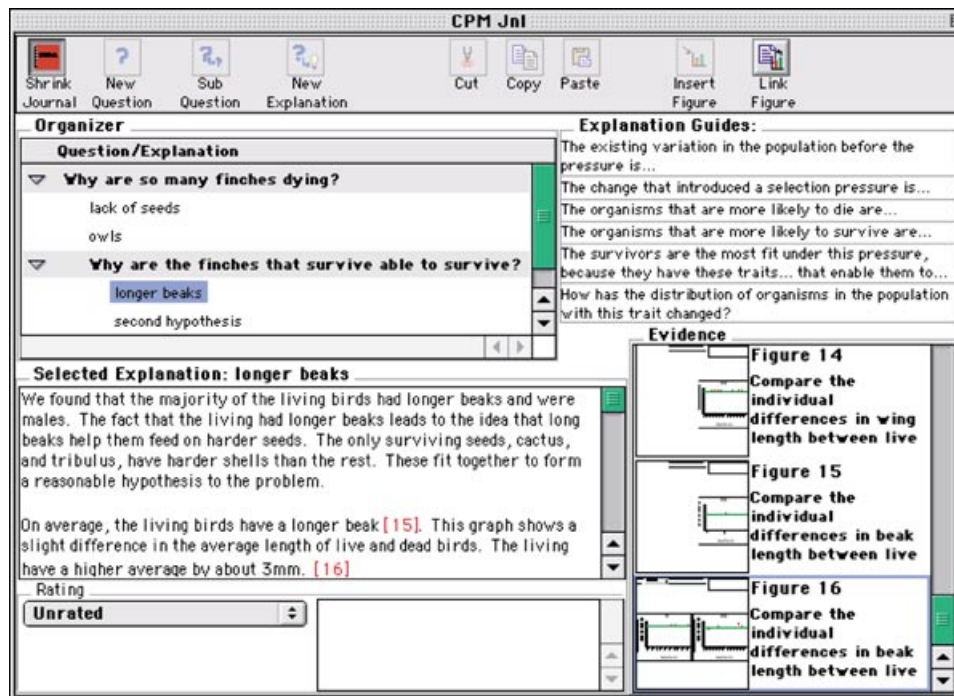 CPM Jnl
Shrink Journal
New Question
Sub Question
New Explanation
Cut
Copy
Paste
Insert Figure
Link Figure
Organizer
Question/Explanation
Why are so many finches dying?
lack of seeds
owls
Why are the finches that survive able to survive?
longer beaks
second hypothesis
Explanation Guides:
The existing variation in the population before the
pressure is...
The change that introduced a selection pressure is...
The organisms that are more likely to die are...
The organisms that are more likely to survive are...
The survivors are the most fit under this pressure,
because they have these traits... that enable them to...
How has the distribution of organisms in the population
with this trait changed?
Selected Explanation: longer beaks
We found that the majority of the living birds had longer beaks and were
males. The fact that the living had longer beaks leads to the idea that long
beaks help them feed on harder seeds. The only surviving seeds, cactus,
and tribulus, have harder shells than the rest. These fit together to form
a reasonable hypothesis to the problem.
On average, the living birds have a longer beak [15]. This graph shows a
slight difference in the average length of live and dead birds. The living
have a higher average by about 3mm. [16]
Rating
Unrated
Evidence
Figure 14
Compare the
individual
differences in wing
length between live
Figure 15
Compare the
individual
differences in beak
length between live
Figure 16
Compare the
individual
differences in beak
length between live